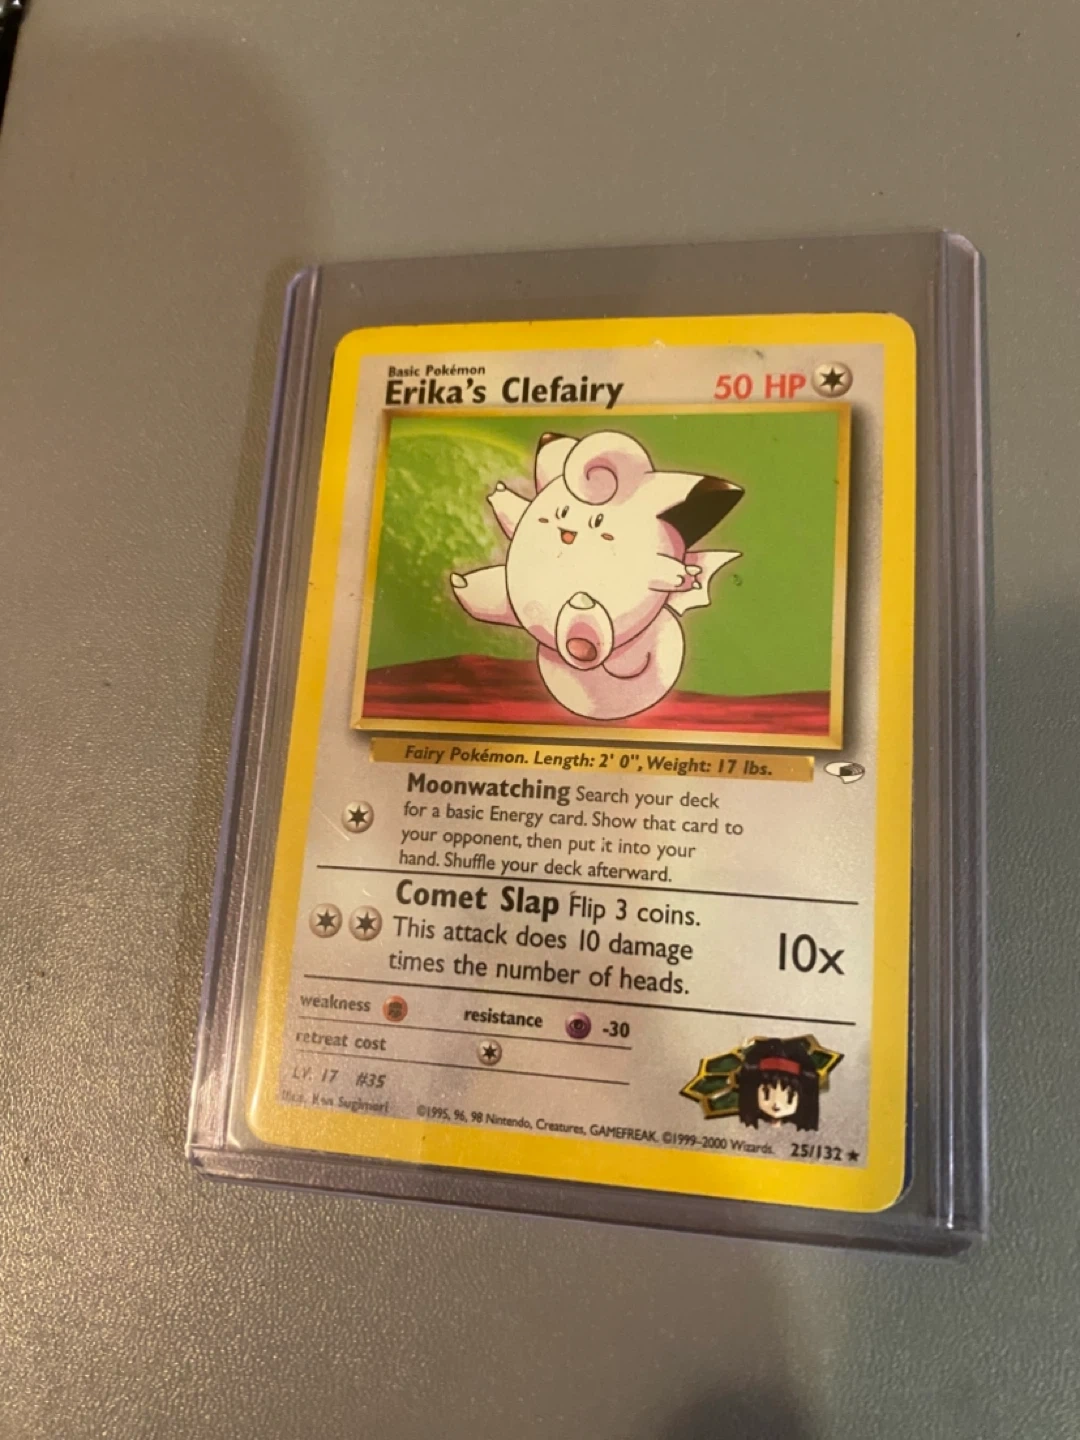 Basic Pokémon
Erika's Clefairy 50 HP
Fairy Pokémon. Length: 2' 0", Weight: 17 lbs.
Moonwatching Search your deck
for a basic Energy card. Show that card to
your opponent, then put it into your
hand. Shuffle your deck afterward.
Comet Slap Flip 3 coins.
This attack does 10 damage
times the number of heads.
10x
weakness resistance -30
retreat cost
LV. 17 #35
Illus. Ken Sugimori ©1995, 96, 98 Nintendo, Creatures, GAMEFREAK. ©1999-2000 Wizards. 25/132 ★